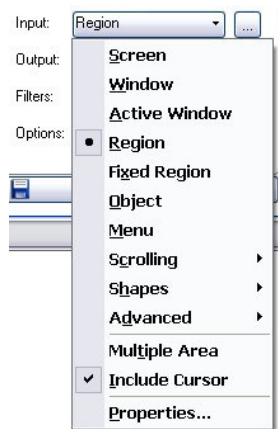 Input: Region ...
Screen
Output:
Window
Filters:
Active Window
Options:
Region
Fixed Region
Object
Menu
Scrolling
Shapes
Advanced
Multiple Area
Include Cursor
Properties...